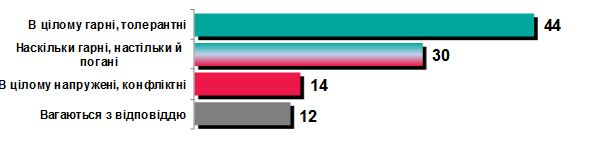 В цілому гарні, толерантні
44
Наскільки гарні, настільки й
погані
30
В цілому напружені, конфліктні
14
Вагаються з відповіддю
12